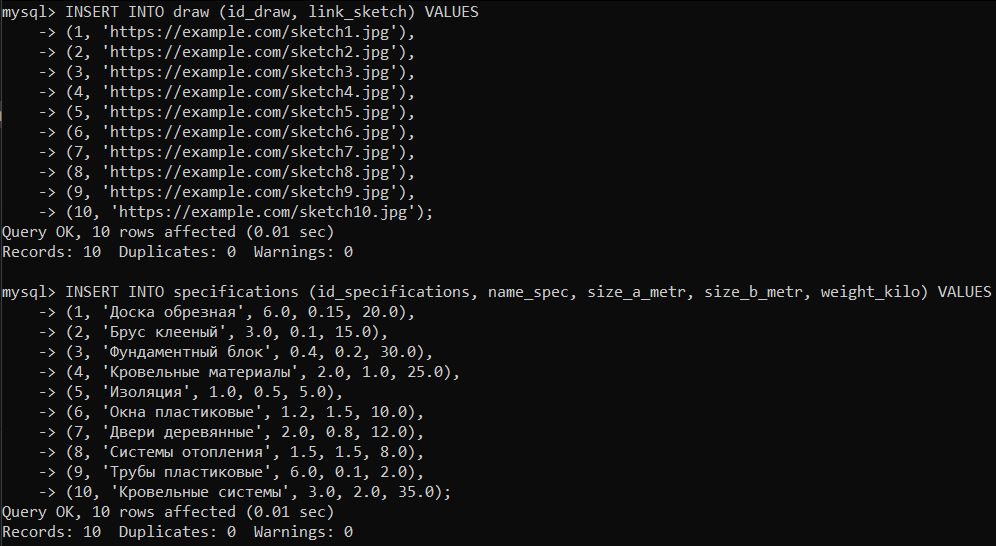 mysql> INSERT INTO draw (id_draw, link_sketch) VALUES
    -> (1, 'https://example.com/sketch1.jpg'),
    -> (2, 'https://example.com/sketch2.jpg'),
    -> (3, 'https://example.com/sketch3.jpg'),
    -> (4, 'https://example.com/sketch4.jpg'),
    -> (5, 'https://example.com/sketch5.jpg'),
    -> (6, 'https://example.com/sketch6.jpg'),
    -> (7, 'https://example.com/sketch7.jpg'),
    -> (8, 'https://example.com/sketch8.jpg'),
    -> (9, 'https://example.com/sketch9.jpg'),
    -> (10, 'https://example.com/sketch10.jpg');
Query OK, 10 rows affected (0.01 sec)
Records: 10  Duplicates: 0  Warnings: 0

mysql> INSERT INTO specifications (id_specifications, name_spec, size_a_metr, size_b_metr, weight_kilo) VALUES
    -> (1, 'Доска обрезная', 6.0, 0.15, 20.0),
    -> (2, 'Брус клееный', 3.0, 0.1, 15.0),
    -> (3, 'Фундаментный блок', 0.4, 0.2, 30.0),
    -> (4, 'Кровельные материалы', 2.0, 1.0, 25.0),
    -> (5, 'Изоляция', 1.0, 0.5, 5.0),
    -> (6, 'Окна пластиковые', 1.2, 1.5, 10.0),
    -> (7, 'Двери деревянные', 2.0, 0.8, 12.0),
    -> (8, 'Системы отопления', 1.5, 1.5, 8.0),
    -> (9, 'Трубы пластиковые', 6.0, 0.1, 2.0),
    -> (10, 'Кровельные системы', 3.0, 2.0, 35.0);
Query OK, 10 rows affected (0.01 sec)
Records: 10  Duplicates: 0  Warnings: 0